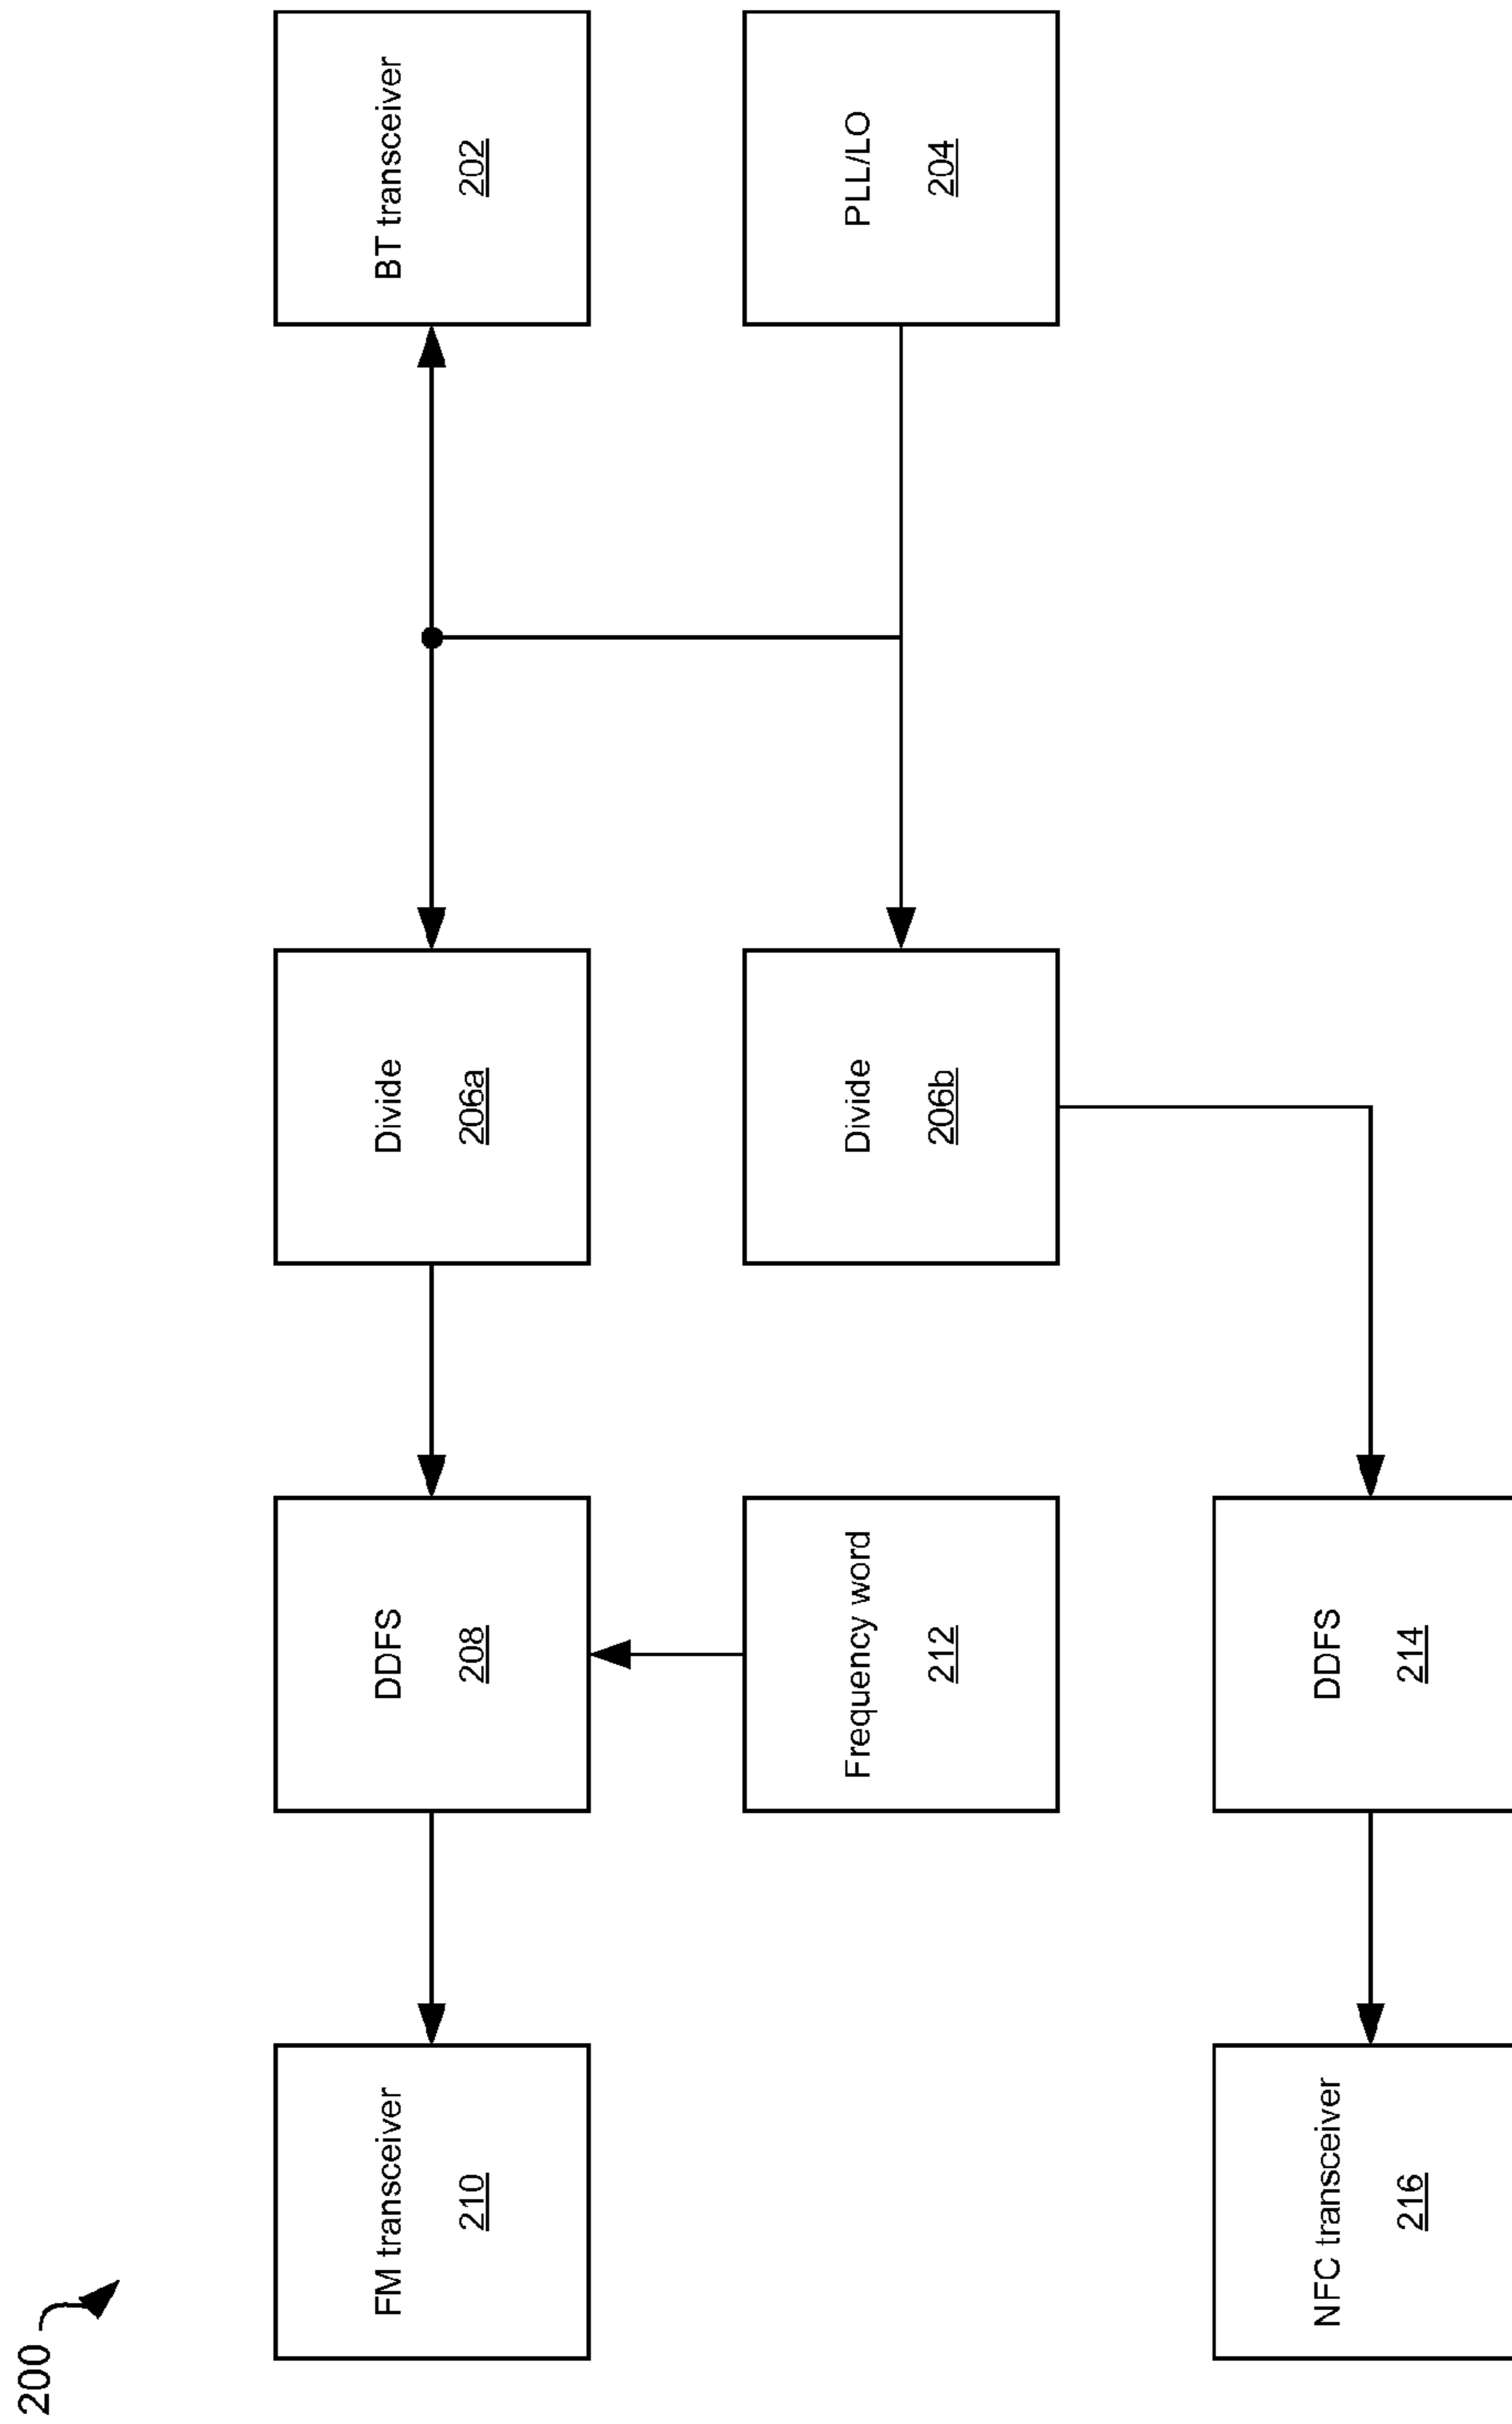 200
FM transceiver
210
DDFS
208
Divide
206a
BT transceiver
202
Frequency word
212
Divide
206b
PLL/LO
204
NFC transceiver
216
DDFS
214